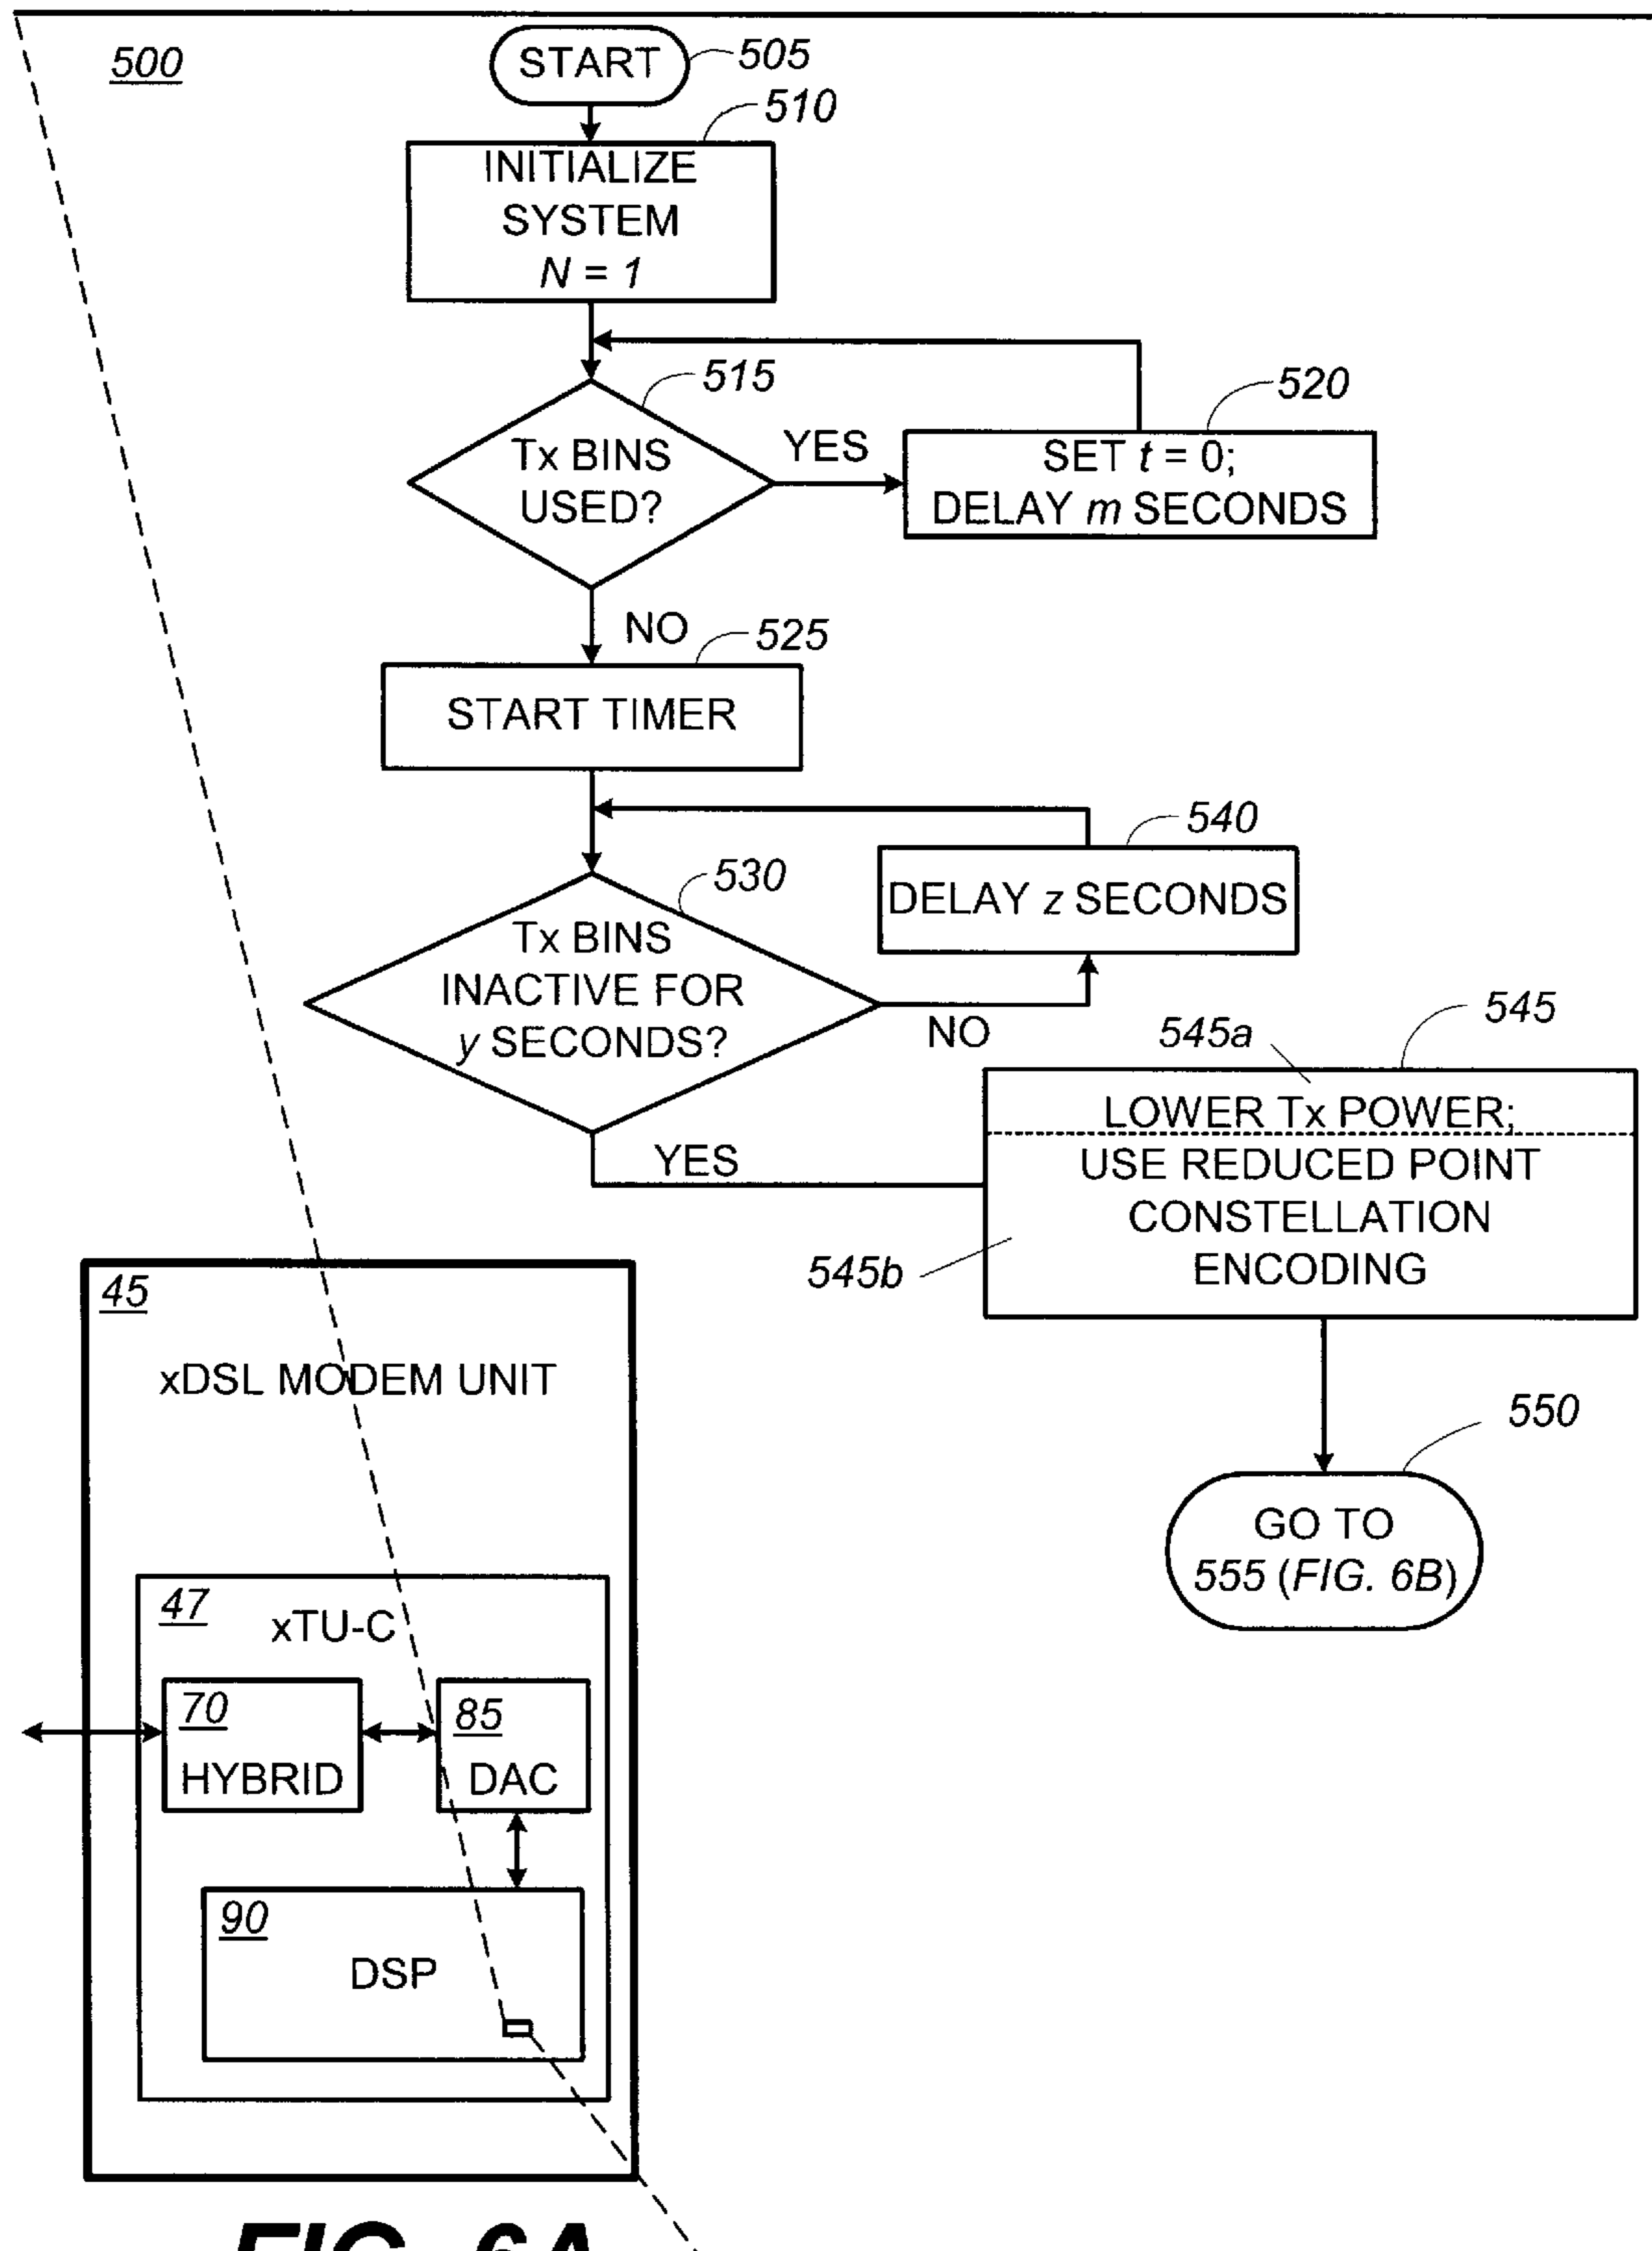 500
START
505
510
INITIALIZE
SYSTEM
N = 1
515
520
Tx BINS
USED?
YES
SET t = 0;
DELAY m SECONDS
NO
525
START TIMER
540
DELAY z SECONDS
530
Tx BINS
INACTIVE FOR
y SECONDS?
NO
YES
545a
545
LOWER Tx POWER;
USE REDUCED POINT
CONSTELLATION
ENCODING
545b
550
GO TO
555 (FIG. 6B)
45
xDSL MODEM UNIT
47
xTU-C
70
HYBRID
85
DAC
90
DSP
FIG. 6A